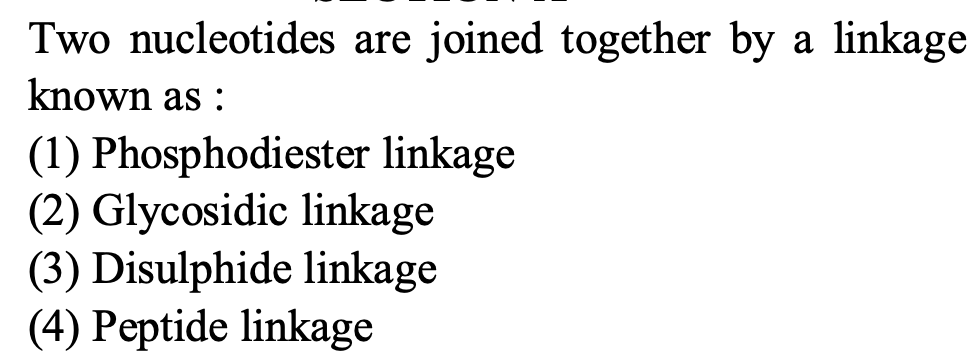 Two nucleotides are joined together by a linkage
known as :
(1) Phosphodiester linkage
(2) Glycosidic linkage
(3) Disulphide linkage
(4) Peptide linkage